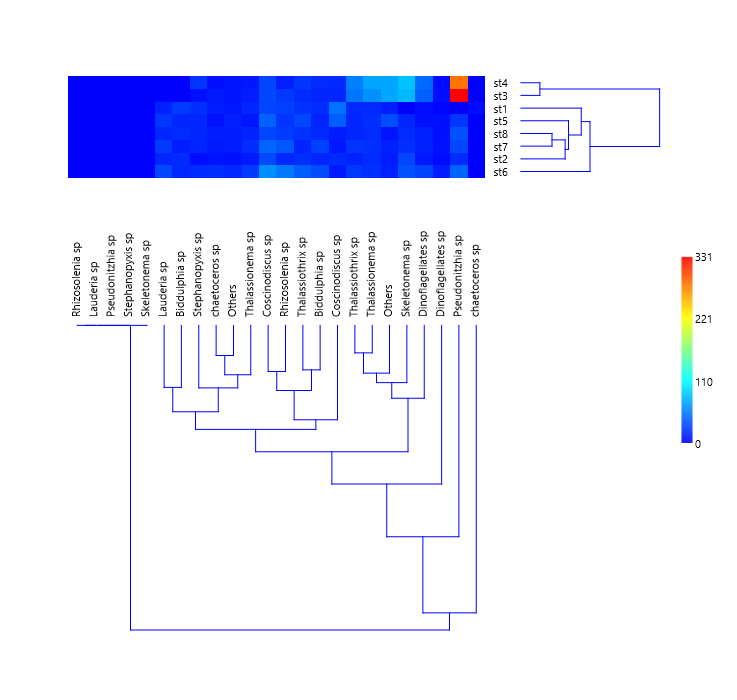 st4
st3
st1
st5
st8
st7
st2
st6
Rhizosolenia sp
Lauderia sp
Pseudonitzhia sp
Stephanopyxis sp
Skeletonema sp
Lauderia sp
Biddulphia sp
Stephanopyxis sp
chaetoceros sp
Others
Thalassionema sp
Coscinodiscus sp
Rhizosolenia sp
Thalassiothrix sp
Biddulphia sp
Coscinodiscus sp
Thalassiothrix sp
Thalassionema sp
Others
Skeletonema sp
Dinoflagellates sp
Dinoflagellates sp
Pseudonitzhia sp
chaetoceros sp
331
221
110
0